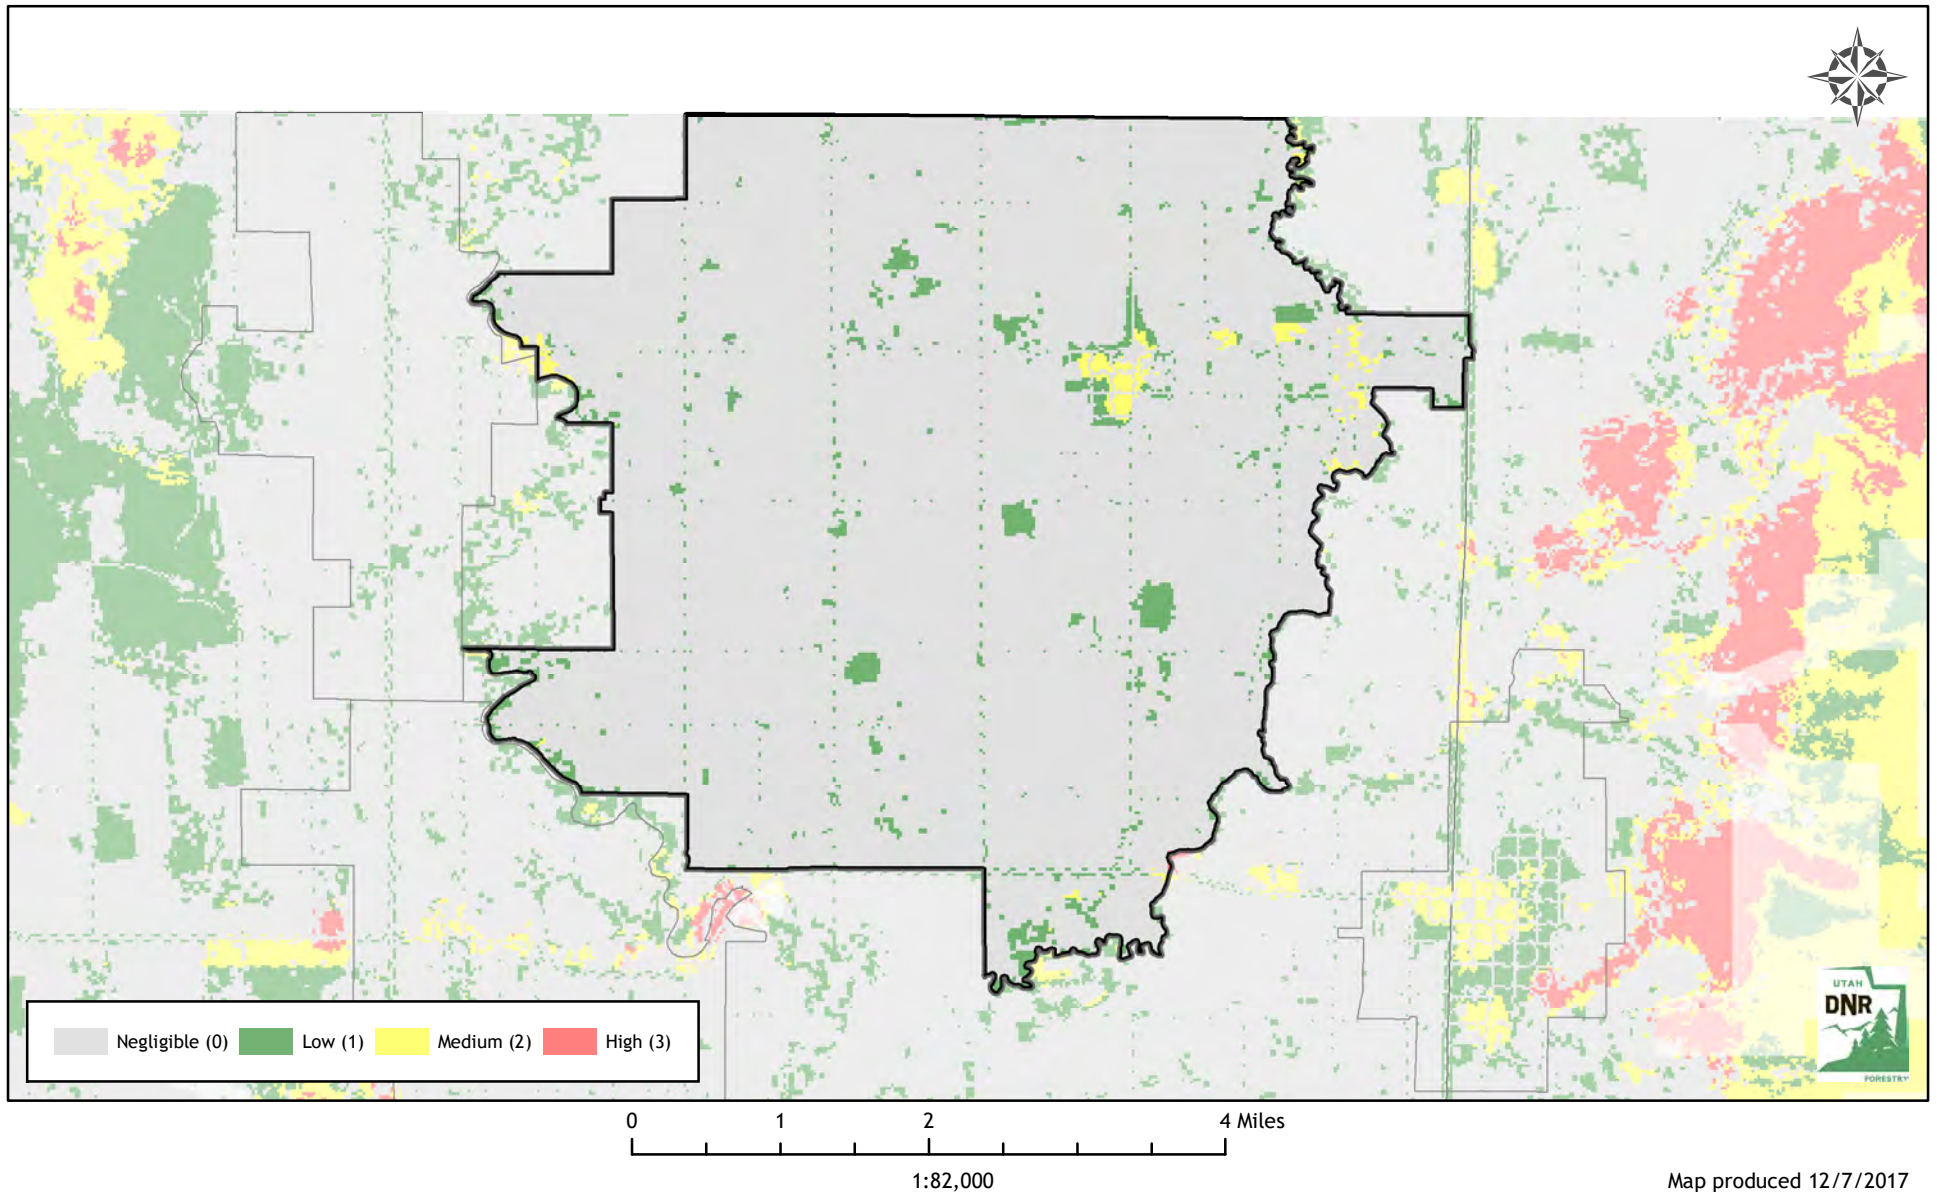 UTAH
DNR
FORESTRY
Negligible (0) Low (1) Medium (2) High (3)
0 1 2 4 Miles
1:82,000
Map produced 12/7/2017